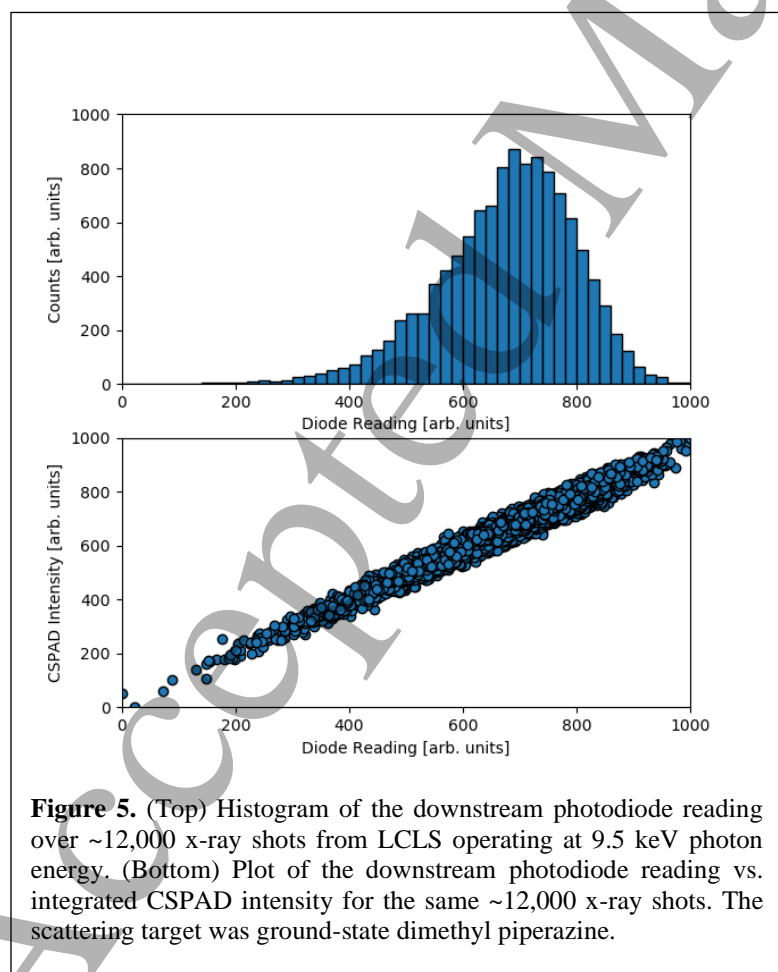 1000
800
600
400
200
0
Counts [arb. units]
0 200 400 600 800 1000
Diode Reading [arb. units]
1000
800
600
400
200
0
CSPAD Intensity [arb. units]
0 200 400 600 800 1000
Diode Reading [arb. units]
Figure 5. (Top) Histogram of the downstream photodiode reading
over ~12,000 x-ray shots from LCLS operating at 9.5 keV photon
energy. (Bottom) Plot of the downstream photodiode reading vs.
integrated CSPAD intensity for the same ~12,000 x-ray shots. The
scattering target was ground-state dimethyl piperazine.
Accepted Ma